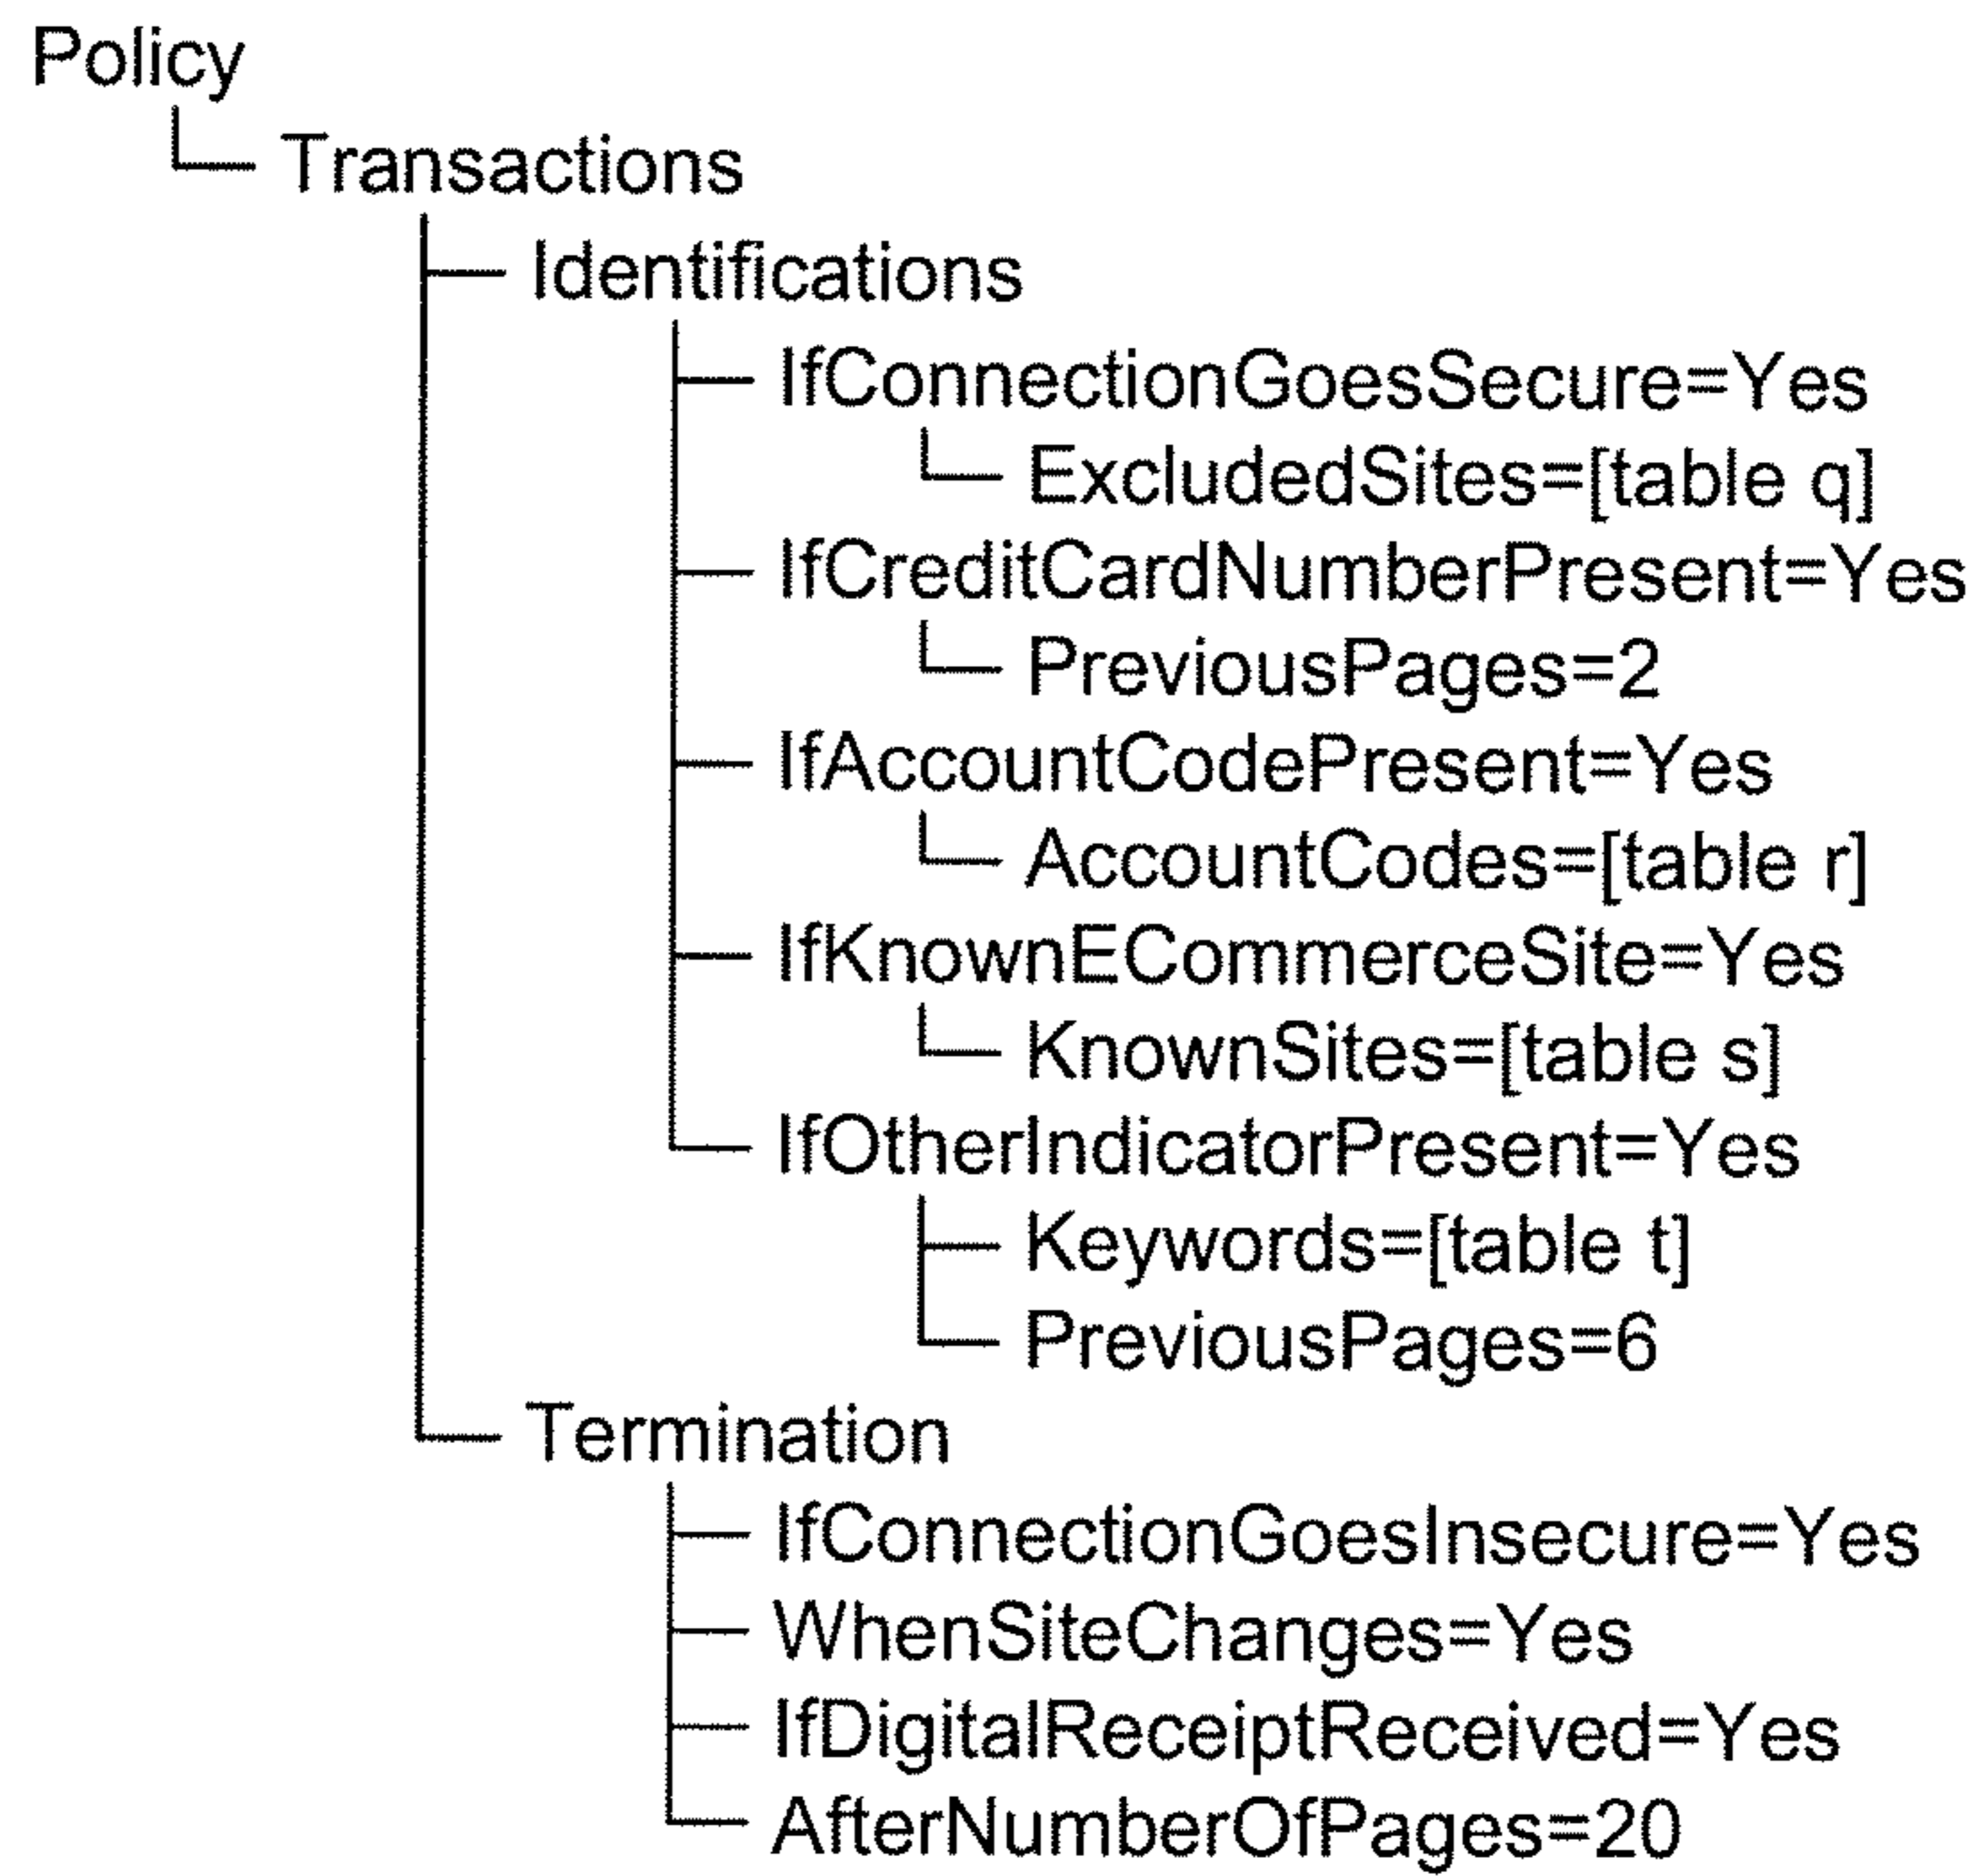 Policy
Transactions
Identifications
IfConnectionGoesSecure=Yes
ExcludedSites=[table q]
IfCreditCardNumberPresent=Yes
PreviousPages=2
IfAccountCodePresent=Yes
AccountCodes=[table r]
IfKnownECommerceSite=Yes
KnownSites=[table s]
IfOtherIndicatorPresent=Yes
Keywords=[table t]
PreviousPages=6
Termination
IfConnectionGoesInsecure=Yes
WhenSiteChanges=Yes
IfDigitalReceiptReceived=Yes
AfterNumberOfPages=20